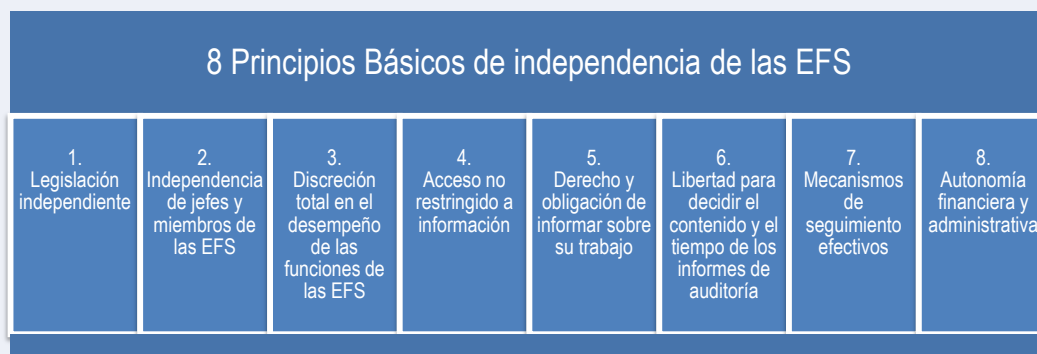 8 Principios Básicos de independencia de las EFS
1.
Legislación
independiente
2.
Independencia
de jefes y
miembros de
las EFS
3.
Discreción
total en el
desempeño
de las
funciones de
las EFS
4.
Acceso no
restringido a
información
5.
Derecho y
obligación de
informar sobre
su trabajo
6.
Libertad para
decidir el
contenido y el
tiempo de los
informes de
auditoría
7.
Mecanismos
de
seguimiento
efectivos
8.
Autonomía
financiera y
administrativa